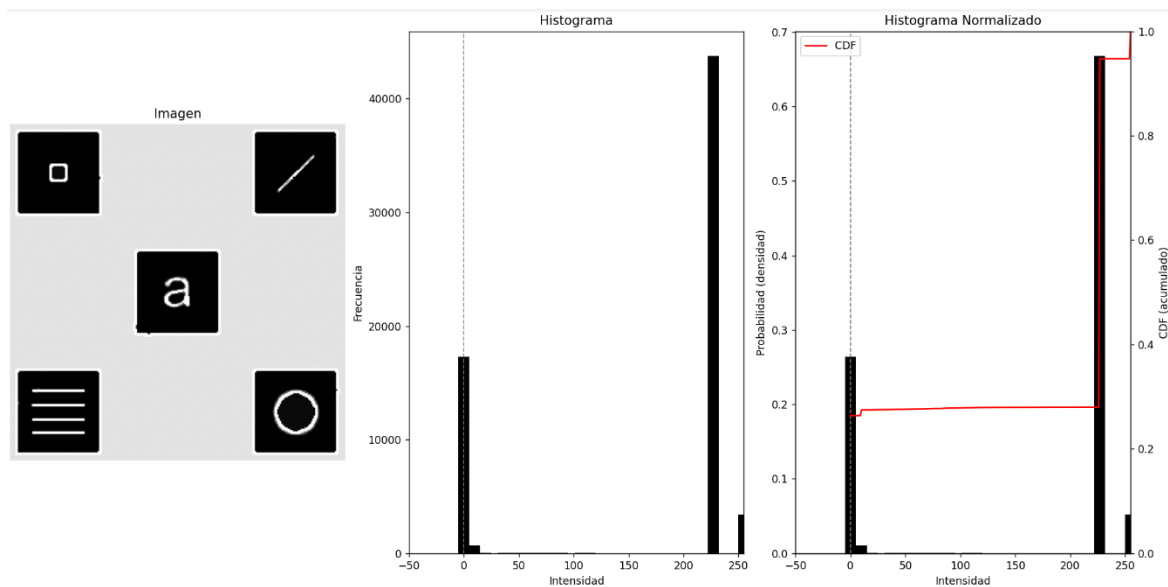 Imagen
a
Histograma
Frecuencia
40000
30000
20000
10000
0
-50 0 50 100 150 200 250
Intensidad
Histograma Normalizado
CDF
Probabilidad (densidad)
0.7
0.6
0.5
0.4
0.3
0.2
0.1
0.0
-50 0 50 100 150 200 250
Intensidad
1.0
0.8
0.6
0.4
0.2
0.0
CDF (acumulado)